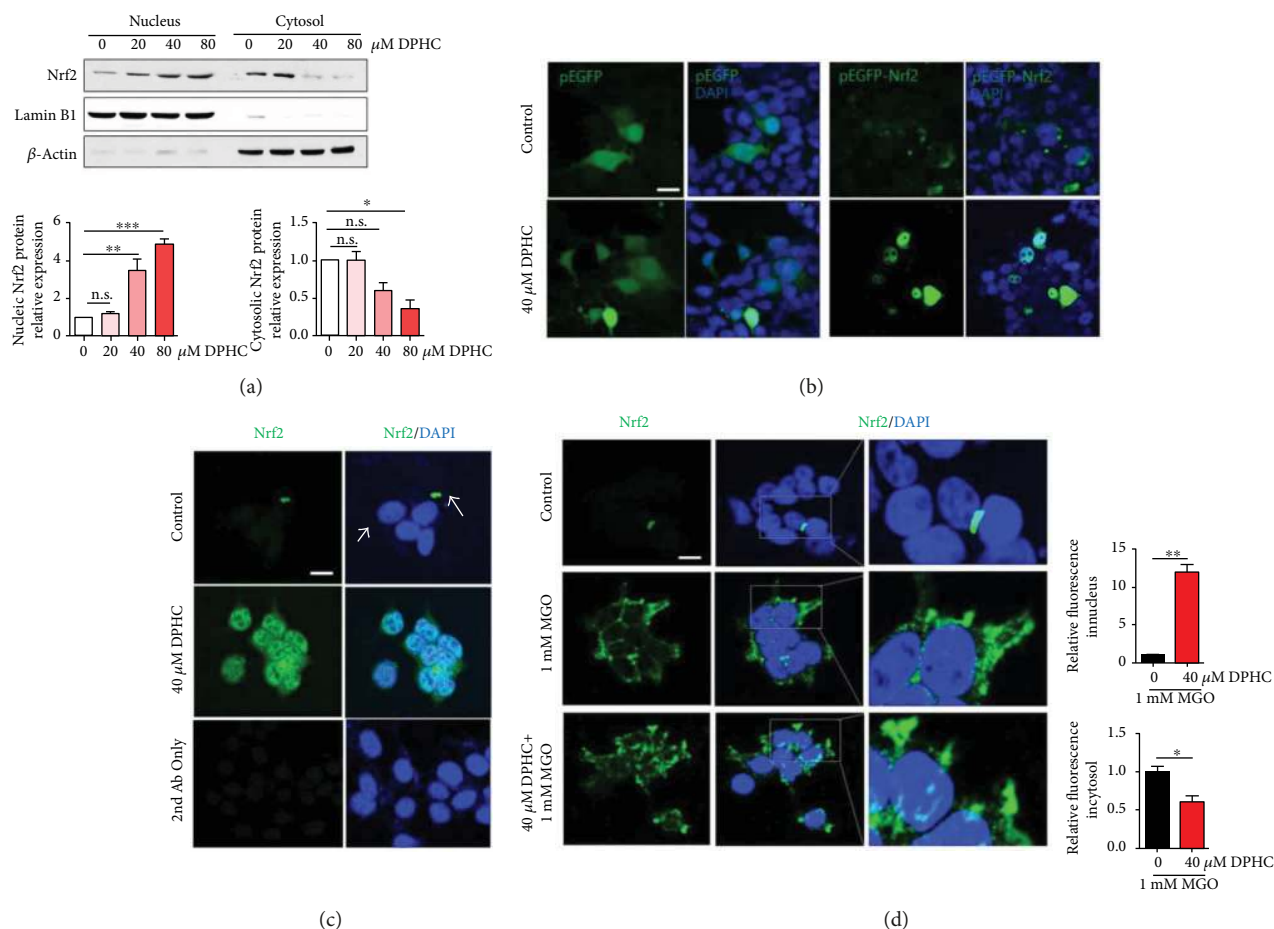 Nucleus Cytosol
0 20 40 80 0 20 40 80 μM DPHC
Nrf2
Lamin B1
β-Actin
Nucleic Nrf2 protein
relative expression
6
4
2
0
n.s.
**
***
0 20 40 80 μM DPHC
Cytosolic Nrf2 protein
relative expression
1.5
1.0
0.5
0.0
n.s.
n.s.
*
0 20 40 80 μM DPHC
(a)
pEGFP
pEGFP
DAPI
pEGFP-Nrf2
pEGFP-Nrf2
DAPI
Control
40 μM DPHC
(b)
Nrf2 Nrf2/DAPI
Control
40 μM DPHC
2nd Ab Only
(c)
Nrf2 Nrf2/DAPI
Control
1 mM MGO
40 μM DPHC+
1 mM MGO
Relative fluorescence
innucleus
15
10
5
0
**
0 40 μM DPHC
1 mM MGO
Relative fluorescence
incytosol
1.5
1.0
0.5
0.0
*
0 40 μM DPHC
1 mM MGO
(d)